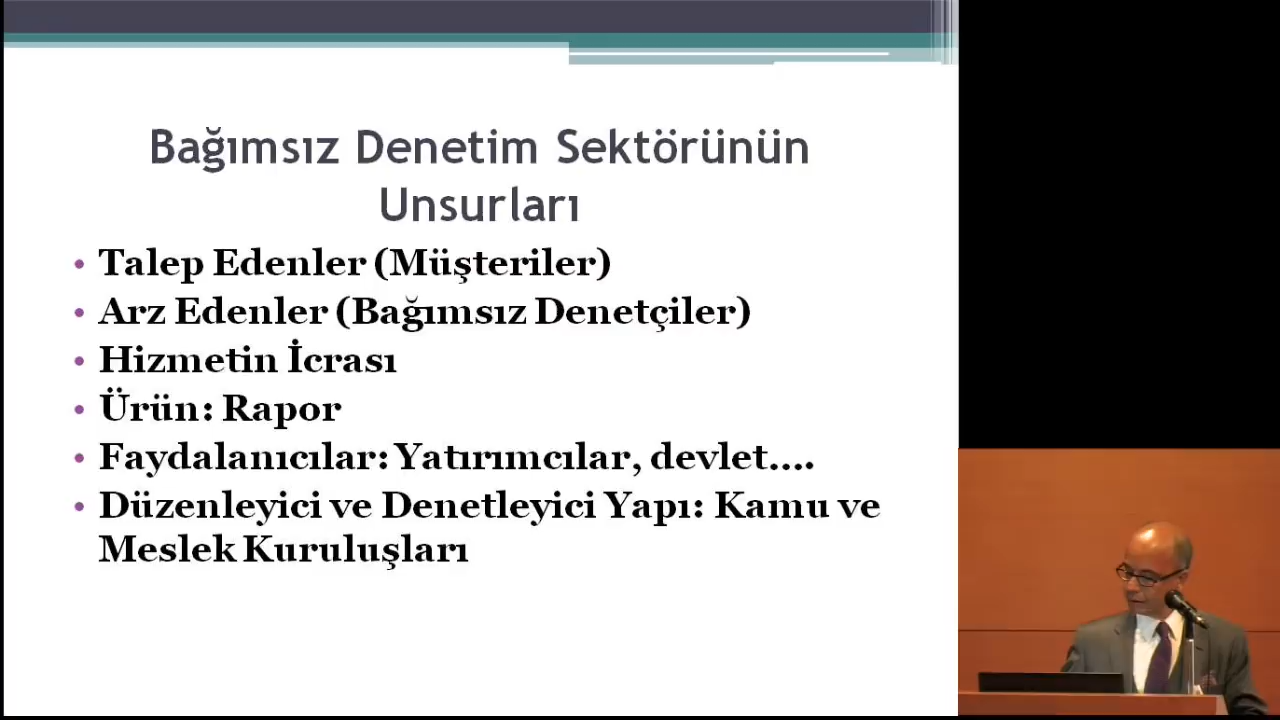 Bağımsız Denetim Sektörünün
Unsurları
• Talep Edenler (Müşteriler)
• Arz Edenler (Bağımsız Denetçiler)
• Hizmetin İcrası
• Ürün: Rapor
• Faydalanıcılar: Yatırımcılar, devlet….
• Düzenleyici ve Denetleyici Yapı: Kamu ve
Meslek Kuruluşları